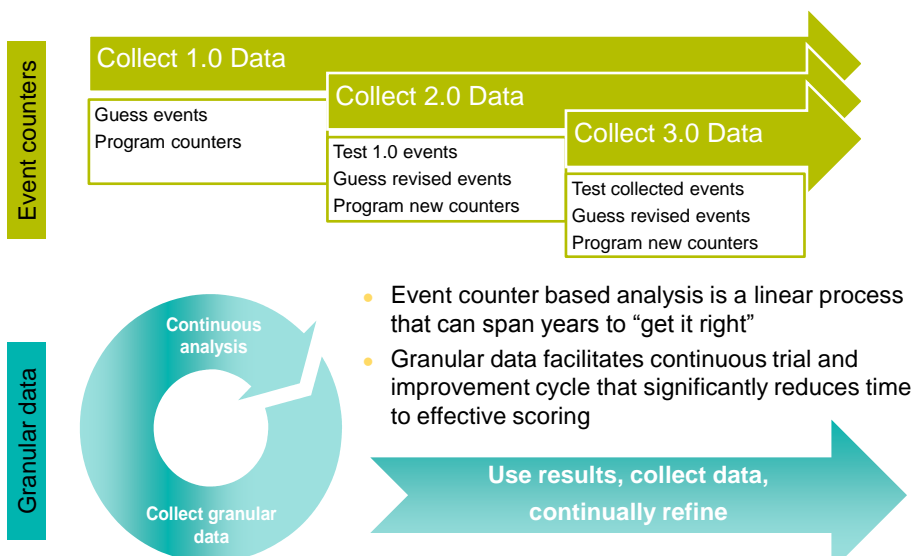 Event counters
Collect 1.0 Data
Guess events
Program counters
Collect 2.0 Data
Test 1.0 events
Guess revised events
Program new counters
Collect 3.0 Data
Test collected events
Guess revised events
Program new counters
Granular data
Continuous
analysis
Collect granular
data
• Event counter based analysis is a linear process
that can span years to “get it right”
• Granular data facilitates continuous trial and
improvement cycle that significantly reduces time
to effective scoring
Use results, collect data,
continually refine